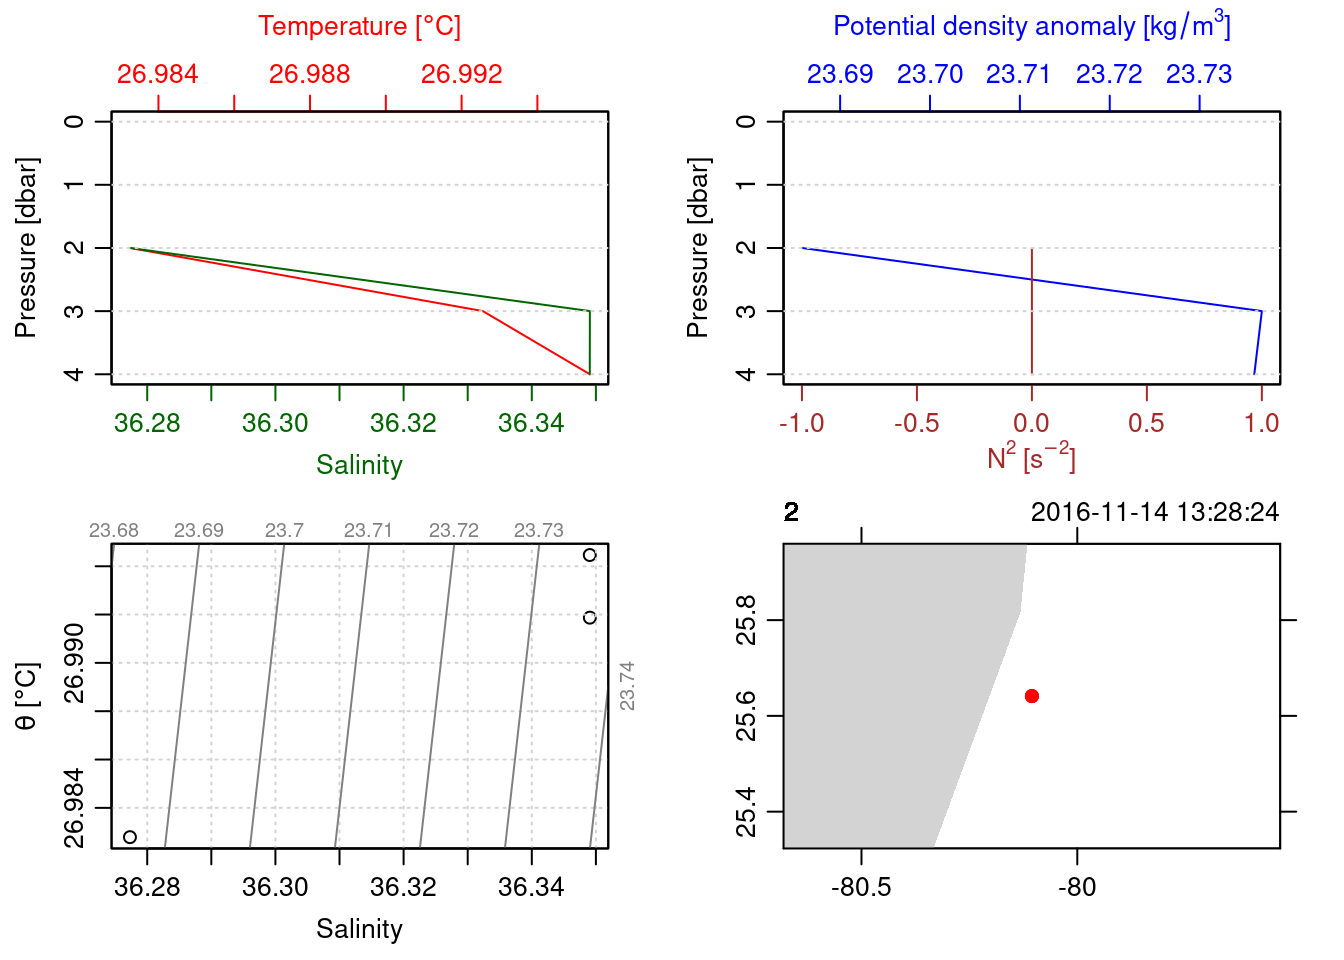 Temperature [°C]
26.984 26.988 26.992
0
1
2
3
4
Pressure [dbar]
36.28 36.30 36.32 36.34
Salinity
Potential density anomaly [kg/m³]
23.69 23.70 23.71 23.72 23.73
0
1
2
3
4
Pressure [dbar]
-1.0 -0.5 0.0 0.5 1.0
N² [s⁻²]
23.68 23.69 23.7 23.71 23.72 23.73
23.74
26.990
26.984
θ [°C]
36.28 36.30 36.32 36.34
Salinity
2 2016-11-14 13:28:24
25.8
25.6
25.4
-80.5 -80